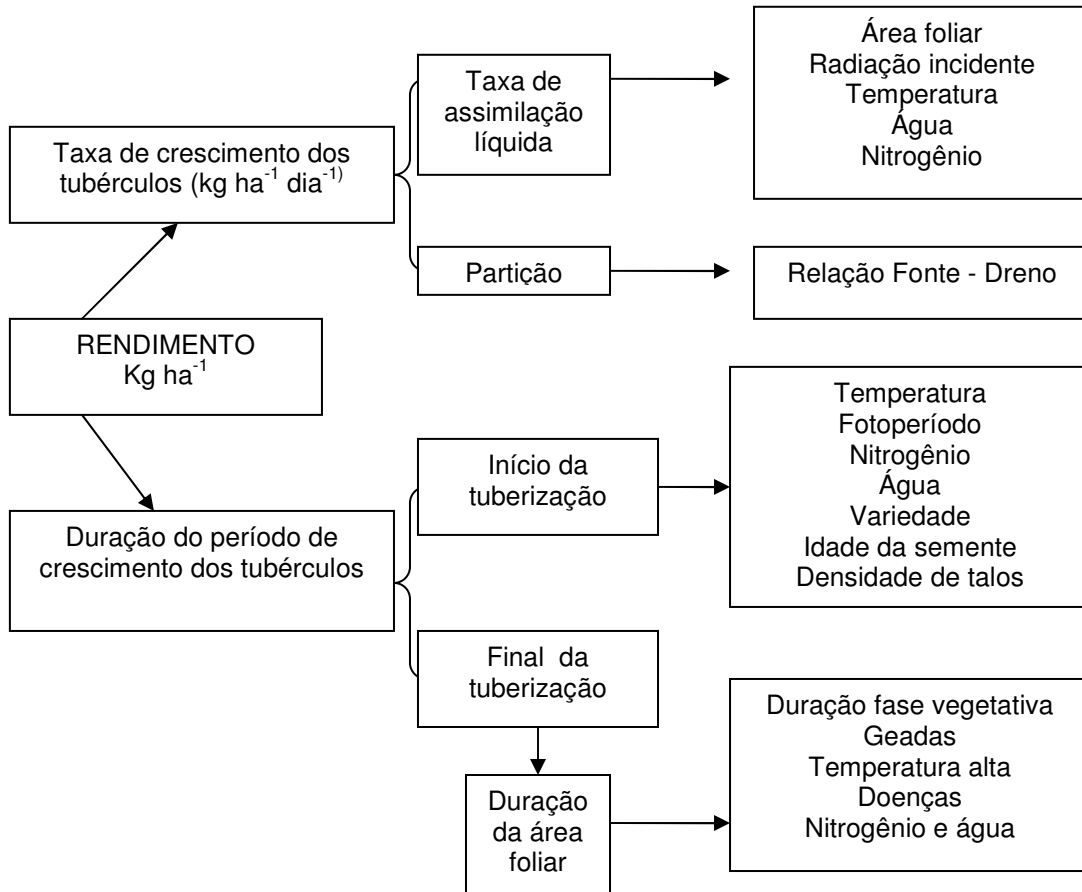 Taxa de crescimento dos
tubérculos (kg ha⁻¹ dia⁻¹⁾
Taxa de
assimilação
líquida
Área foliar
Radiação incidente
Temperatura
Água
Nitrogênio
Partição
Relação Fonte - Dreno
RENDIMENTO
Kg ha⁻¹
Duração do período de
crescimento dos tubérculos
Início da
tuberização
Temperatura
Fotoperíodo
Nitrogênio
Água
Variedade
Idade da semente
Densidade de talos
Final da
tuberização
Duração
da área
foliar
Duração fase vegetativa
Geadas
Temperatura alta
Doenças
Nitrogênio e água